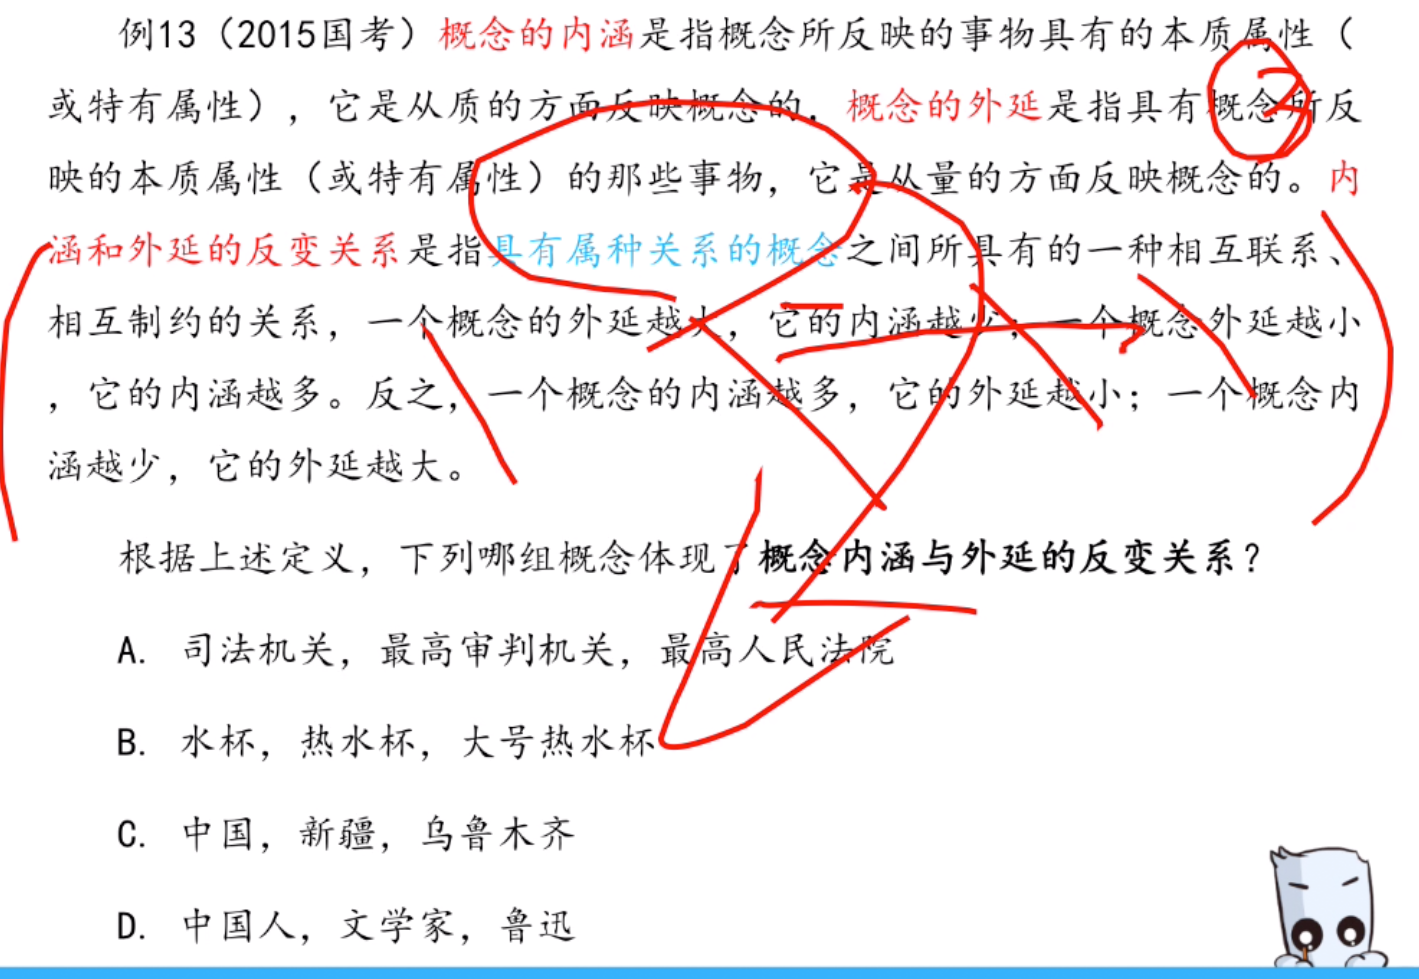 例13（2015国考）概念的内涵是指概念所反映的事物具有的本质属性（
或特有属性），它是从质的方面反映概念的。概念的外延是指具有概念所反
映的本质属性（或特有属性）的那些事物，它是从量的方面反映概念的。内
涵和外延的反变关系是指具有属种关系的概念之间所具有的一种相互联系、
相互制约的关系，一个概念的外延越大，它的内涵越少；一个概念外延越小
，它的内涵越多。反之，一个概念的内涵越多，它的外延越小；一个概念内
涵越少，它的外延越大。
根据上述定义，下列哪组概念体现了概念内涵与外延的反变关系？
A. 司法机关，最高审判机关，最高人民法院
B. 水杯，热水杯，大号热水杯
C. 中国，新疆，乌鲁木齐
D. 中国人，文学家，鲁迅